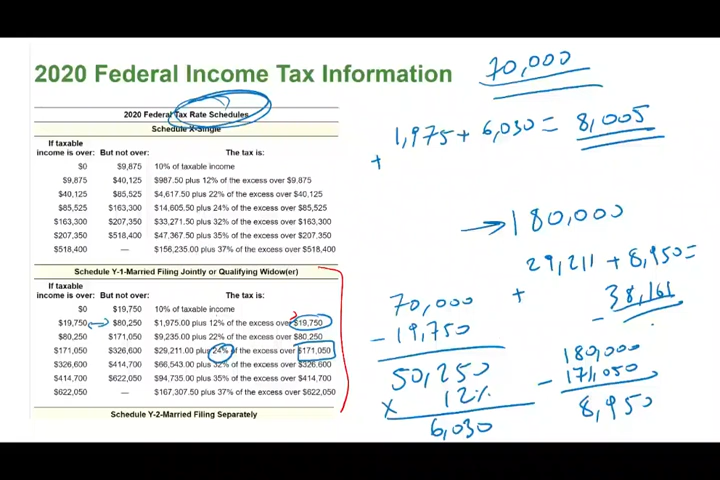 2020 Federal Income Tax Information
2020 Federal Tax Rate Schedules
Schedule X-Single
If taxable income is over: But not over: The tax is:
$0 $9,875 10% of taxable income
$9,875 $40,125 $987.50 plus 12% of the excess over $9,875
$40,125 $85,525 $4,617.50 plus 22% of the excess over $40,125
$85,525 $163,300 $14,605.50 plus 24% of the excess over $85,525
$163,300 $207,350 $33,271.50 plus 32% of the excess over $163,300
$207,350 $518,400 $47,367.50 plus 35% of the excess over $207,350
$518,400 — $156,235.00 plus 37% of the excess over $518,400
Schedule Y-1-Married Filing Jointly or Qualifying Widow(er)
If taxable income is over: But not over: The tax is:
$0 $19,750 10% of taxable income
$19,750 $80,250 $1,975.00 plus 12% of the excess over $19,750
$80,250 $171,050 $9,235.00 plus 22% of the excess over $80,250
$171,050 $326,600 $29,211.00 plus 24% of the excess over $171,050
$326,600 $414,700 $66,543.00 plus 32% of the excess over $326,600
$414,700 $622,050 $94,735.00 plus 35% of the excess over $414,700
$622,050 — $167,307.50 plus 37% of the excess over $622,050
Schedule Y-2-Married Filing Separately
70,000
1,975 + 6,030 = 8,005
+
180,000
29,211 + 8,950 =
+
38,161
70,000
- 19,750
50,250
x 12%
6,030
180,000
- 171,050
8,950